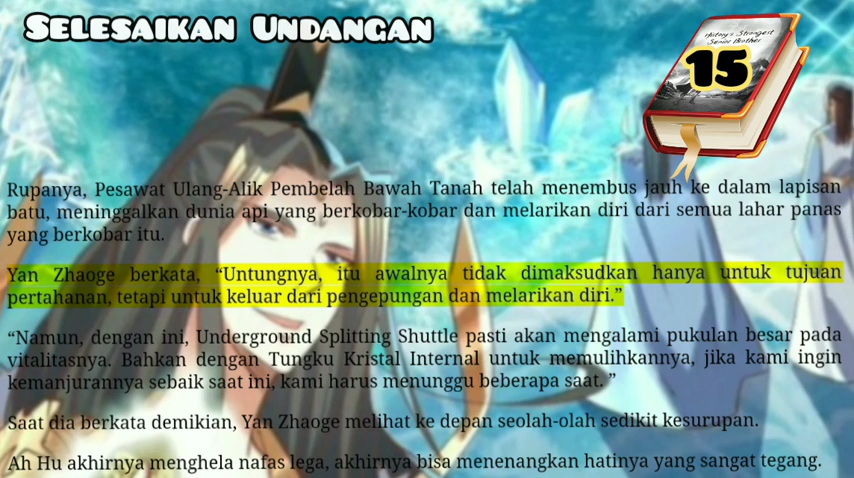 Selesaikan Undangan
History's Strongest
Senior Brother
15
Rupanya, Pesawat Ulang-Alik Pembelah Bawah Tanah telah menembus jauh ke dalam lapisan
batu, meninggalkan dunia api yang berkobar-kobar dan melarikan diri dari semua lahar panas
yang berkobar itu.
Yan Zhaoge berkata, “Untungnya, itu awalnya tidak dimaksudkan hanya untuk tujuan
pertahanan, tetapi untuk keluar dari pengepungan dan melarikan diri.”
“Namun, dengan ini, Underground Splitting Shuttle pasti akan mengalami pukulan besar pada
vitalitasnya. Bahkan dengan Tungku Kristal Internal untuk memulihkannya, jika kami ingin
kemanjurannya sebaik saat ini, kami harus menunggu beberapa saat. ”
Saat dia berkata demikian, Yan Zhaoge melihat ke depan seolah-olah sedikit kesurupan.
Ah Hu akhirnya menghela nafas lega, akhirnya bisa menenangkan hatinya yang sangat tegang.